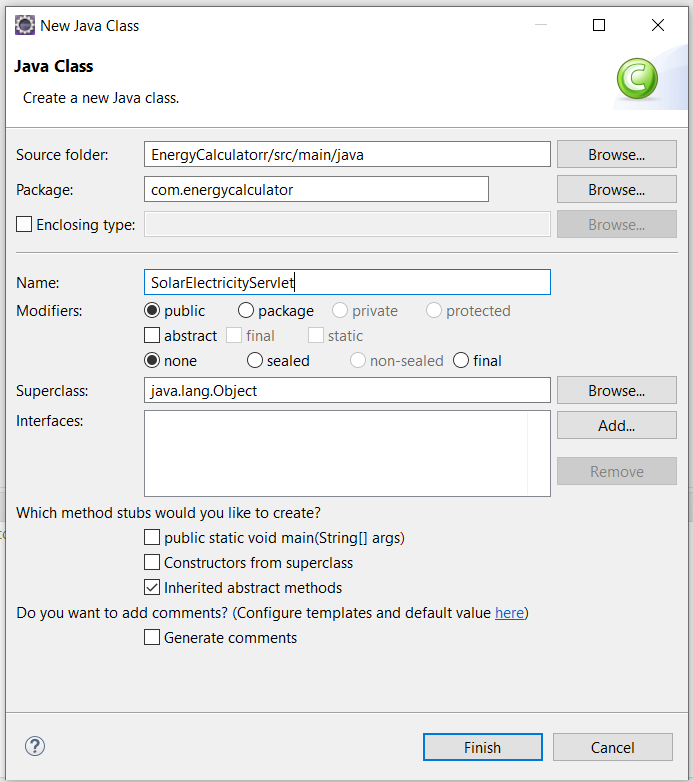 New Java Class
Java Class
Create a new Java class.
Source folder: EnergyCalculatorr/src/main/java Browse...
Package: com.energycalculator Browse...
Enclosing type: Browse...
Name: SolarElectricityServlet
Modifiers: public package private protected
abstract final static
none sealed non-sealed final
Superclass: java.lang.Object Browse...
Interfaces: Add...
Remove
Which method stubs would you like to create?
public static void main(String[] args)
Constructors from superclass
Inherited abstract methods
Do you want to add comments? (Configure templates and default value here)
Generate comments
? Finish Cancel